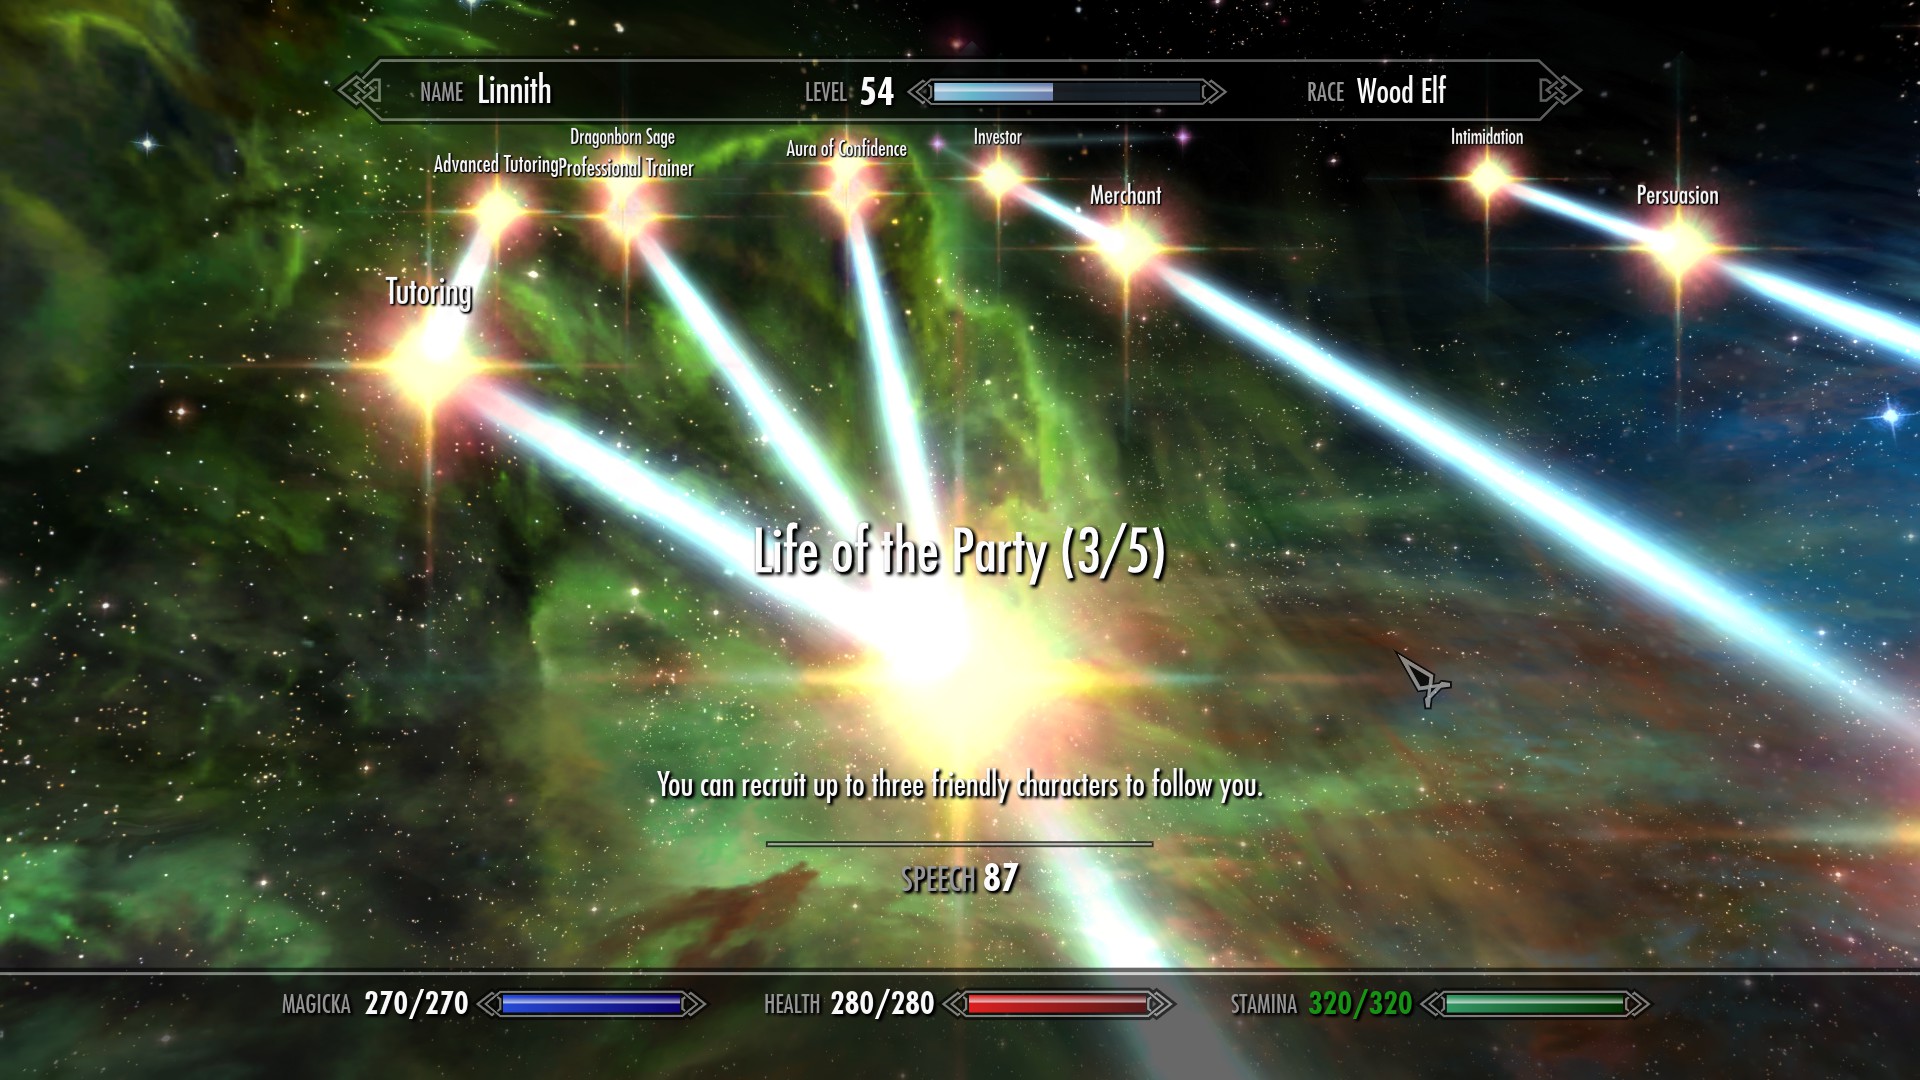 NAME Linnith LEVEL 54 RACE Wood Elf
Dragonborn Sage
Investor
Intimidation
Aura of Confidence
Advanced Tutoring
Professional Trainer
Merchant
Persuasion
Tutoring
Life of the Party (3/5)
You can recruit up to three friendly characters to follow you.
SPEECH 87
MAGICKA 270/270 HEALTH 280/280 STAMINA 320/320